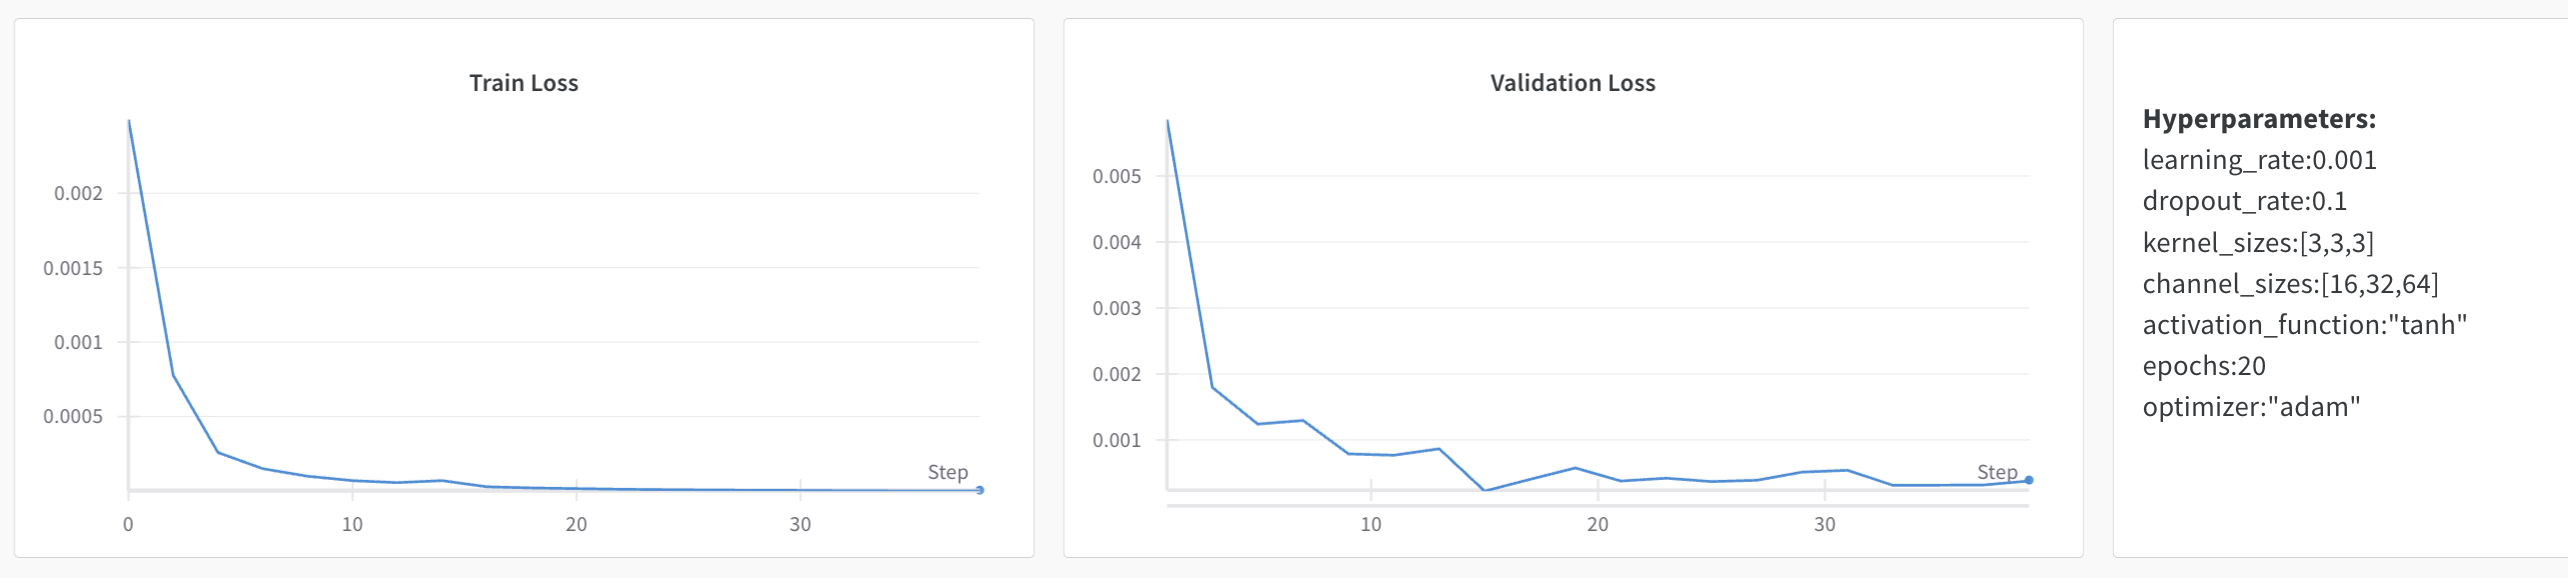 Train Loss
0.002
0.0015
0.001
0.0005
Step
0 10 20 30
Validation Loss
0.005
0.004
0.003
0.002
0.001
Step
10 20 30
Hyperparameters:
learning_rate:0.001
dropout_rate:0.1
kernel_sizes:[3,3,3]
channel_sizes:[16,32,64]
activation_function:"tanh"
epochs:20
optimizer:"adam"